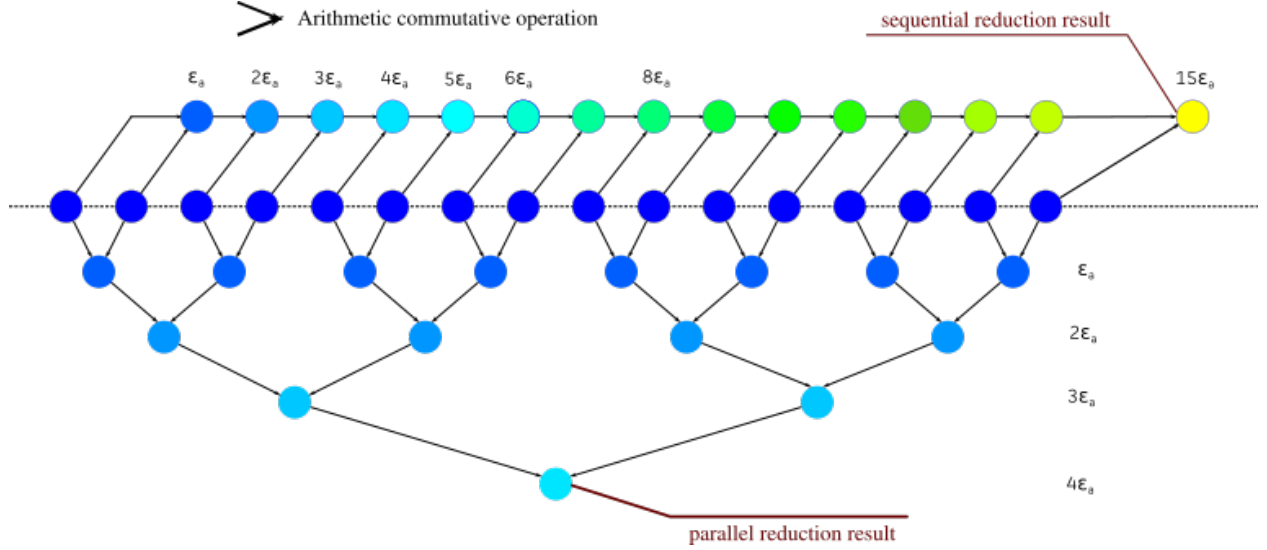 Arithmetic commutative operation
sequential reduction result
εₐ 2εₐ 3εₐ 4εₐ 5εₐ 6εₐ 8εₐ 15εₐ
εₐ
2εₐ
3εₐ
4εₐ
parallel reduction result